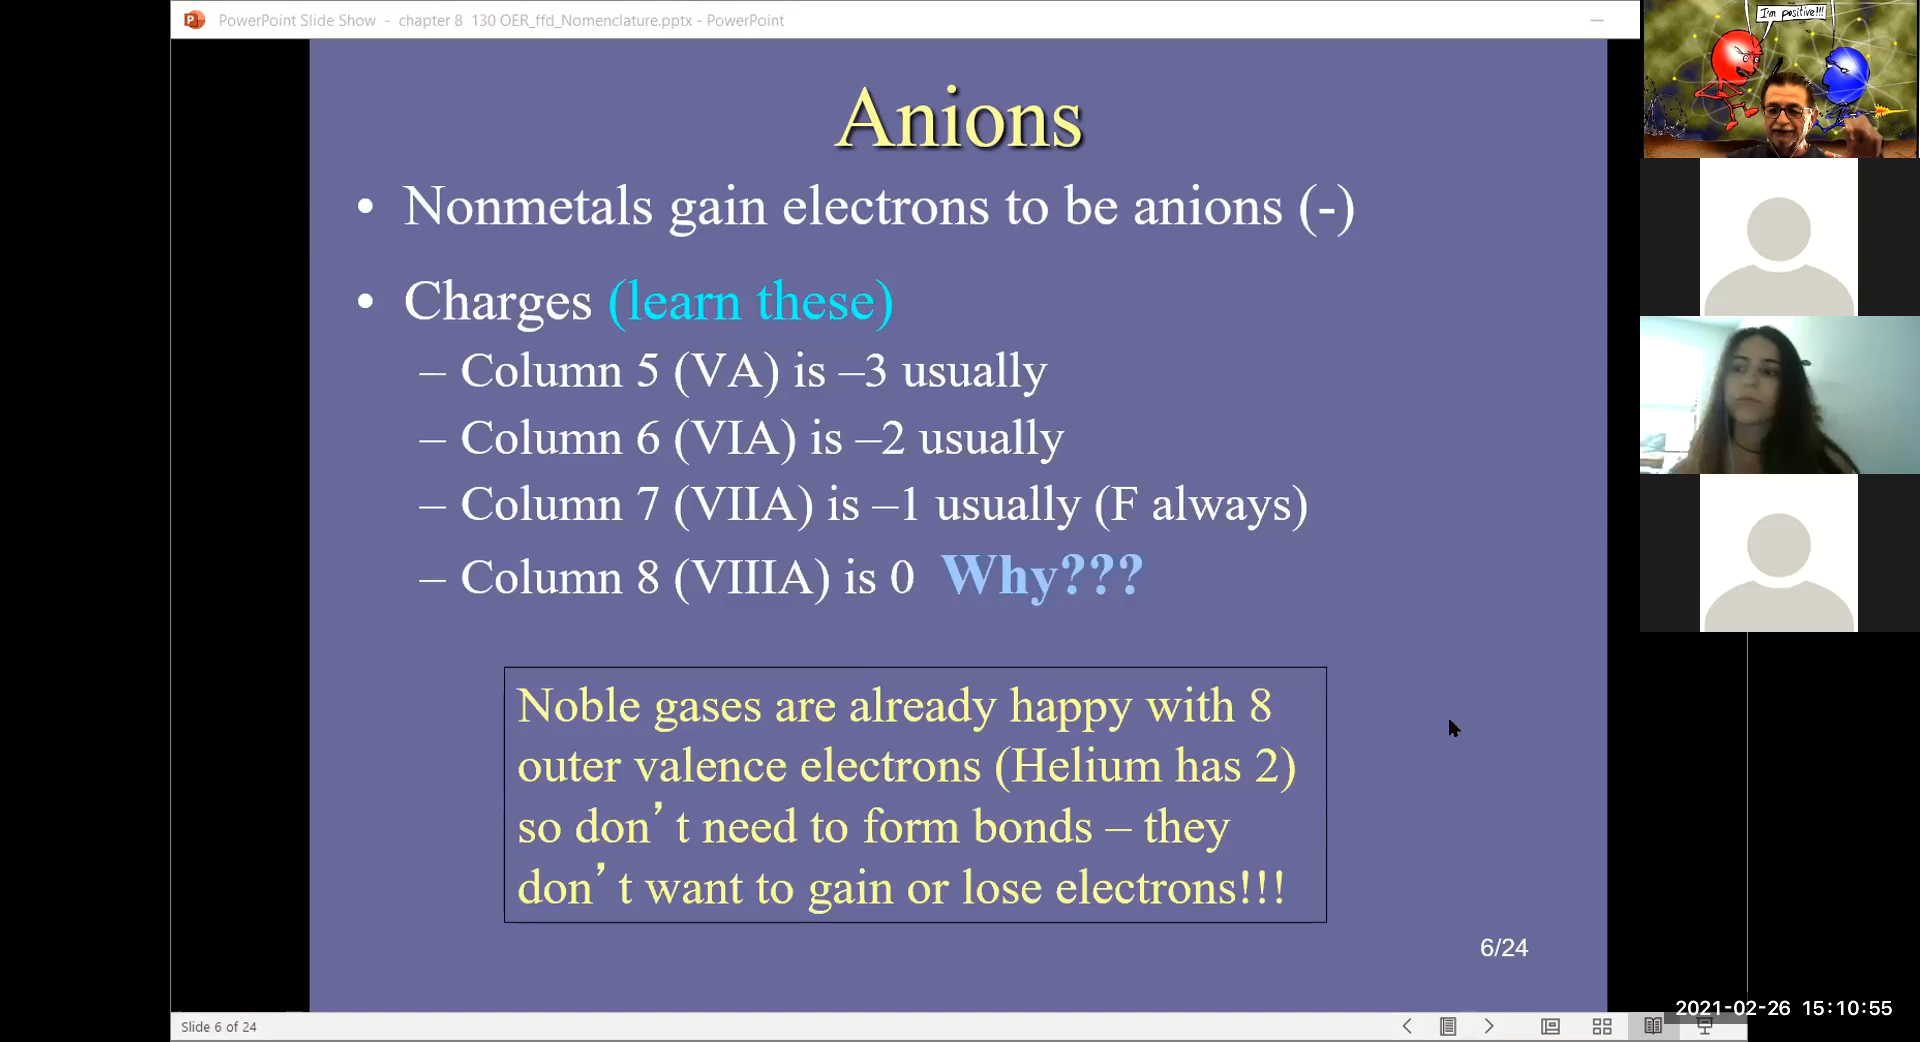 PowerPoint Slide Show - chapter 8 130 OER_ffd_Nomenclature.pptx - PowerPoint
I'm positive!!!
Anions
• Nonmetals gain electrons to be anions (-)
• Charges (learn these)
– Column 5 (VA) is –3 usually
– Column 6 (VIA) is –2 usually
– Column 7 (VIIA) is –1 usually (F always)
– Column 8 (VIIIA) is 0 Why???
Noble gases are already happy with 8
outer valence electrons (Helium has 2)
so don’t need to form bonds – they
don’t want to gain or lose electrons!!!
6/24
2021-02-26 15:10:55
Slide 6 of 24